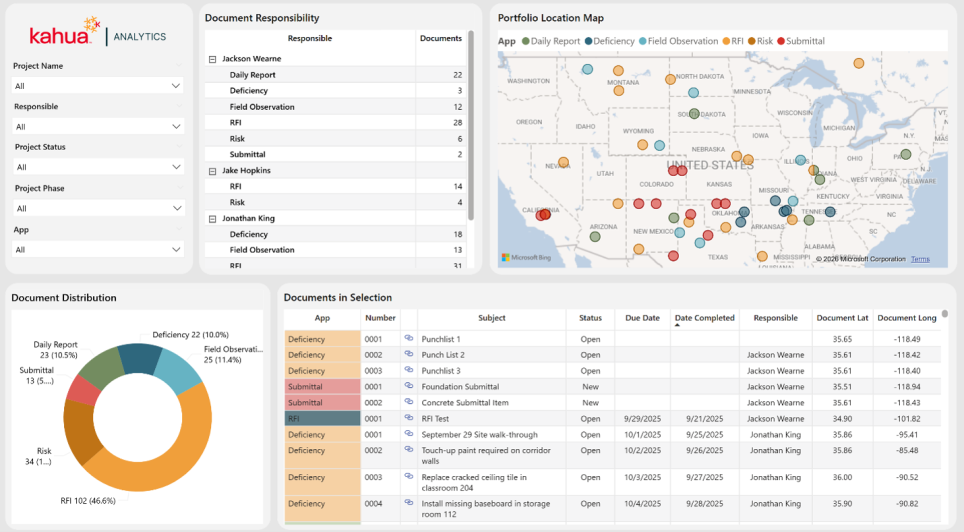 kahua. | ANALYTICS
Project Name
All
Responsible
All
Project Status
All
Project Phase
All
App
All
Document Responsibility
Responsible Documents
Jackson Wearne
Daily Report 22
Deficiency 3
Field Observation 12
RFI 28
Risk 6
Submittal 2
Jake Hopkins
RFI 14
Risk 4
Jonathan King
Deficiency 18
Field Observation 13
RFI 31
Portfolio Location Map
App Daily Report Deficiency Field Observation RFI Risk Submittal
WASHINGTON
MONTANA
NORTH DAKOTA
MINNESOTA
OREGON
IDAHO
WYOMING
SOUTH DAKOTA
WISCONSIN
MICHIGAN
N.Y.
MAS
IOWA
NEBRASKA
NEVADA
UTAH
UNITED STATES
COLORADO
KANSAS
MISSOURI
OHIO
WEST VIRGINIA
DELAWARE
KENTUCKY
VIRGINIA
CALIFORNIA
ARIZONA
NEW MEXICO
OKLAHOMA
ARKANSAS
TENNES
NC
SC
TEXAS
MISSISSIPPI
ALABAMA
LOUISIANA
GEORGIA
Microsoft Bing
© 2026 Microsoft Corporation Terms
Document Distribution
Deficiency 22 (10.0%)
Field Observati...
25 (11.4%)
Daily Report
23 (10.5%)
Submittal
13 (5....)
Risk
34 (1...)
RFI 102 (46.6%)
Documents in Selection
App Number Subject Status Due Date Date Completed Responsible Document Lat Document Long
Deficiency 0001 Punchlist 1 Open 35.65 -118.49
Deficiency 0002 Punch List 2 Open Jackson Wearne 35.61 -118.42
Deficiency 0003 Punchlist 3 Open Jackson Wearne 35.61 -118.40
Submittal 0001 Foundation Submittal New Jackson Wearne 35.51 -118.94
Submittal 0002 Concrete Submittal Item New Jackson Wearne 35.61 -118.43
RFI 0001 RFI Test Open 9/29/2025 9/21/2025 Jackson Wearne 34.90 -101.82
Deficiency 0001 September 29 Site walk-through Open 10/1/2025 9/25/2025 Jonathan King 35.86 -95.41
Deficiency 0002 Touch-up paint required on corridor Open 10/2/2025 9/26/2025 Jonathan King 35.86 -85.48
walls
Deficiency 0003 Replace cracked ceiling tile in Open 10/3/2025 9/27/2025 Jonathan King 36.00 -90.52
classroom 204
Deficiency 0004 Install missing baseboard in storage Open 10/4/2025 9/28/2025 Jonathan King 35.90 -90.82
room 112